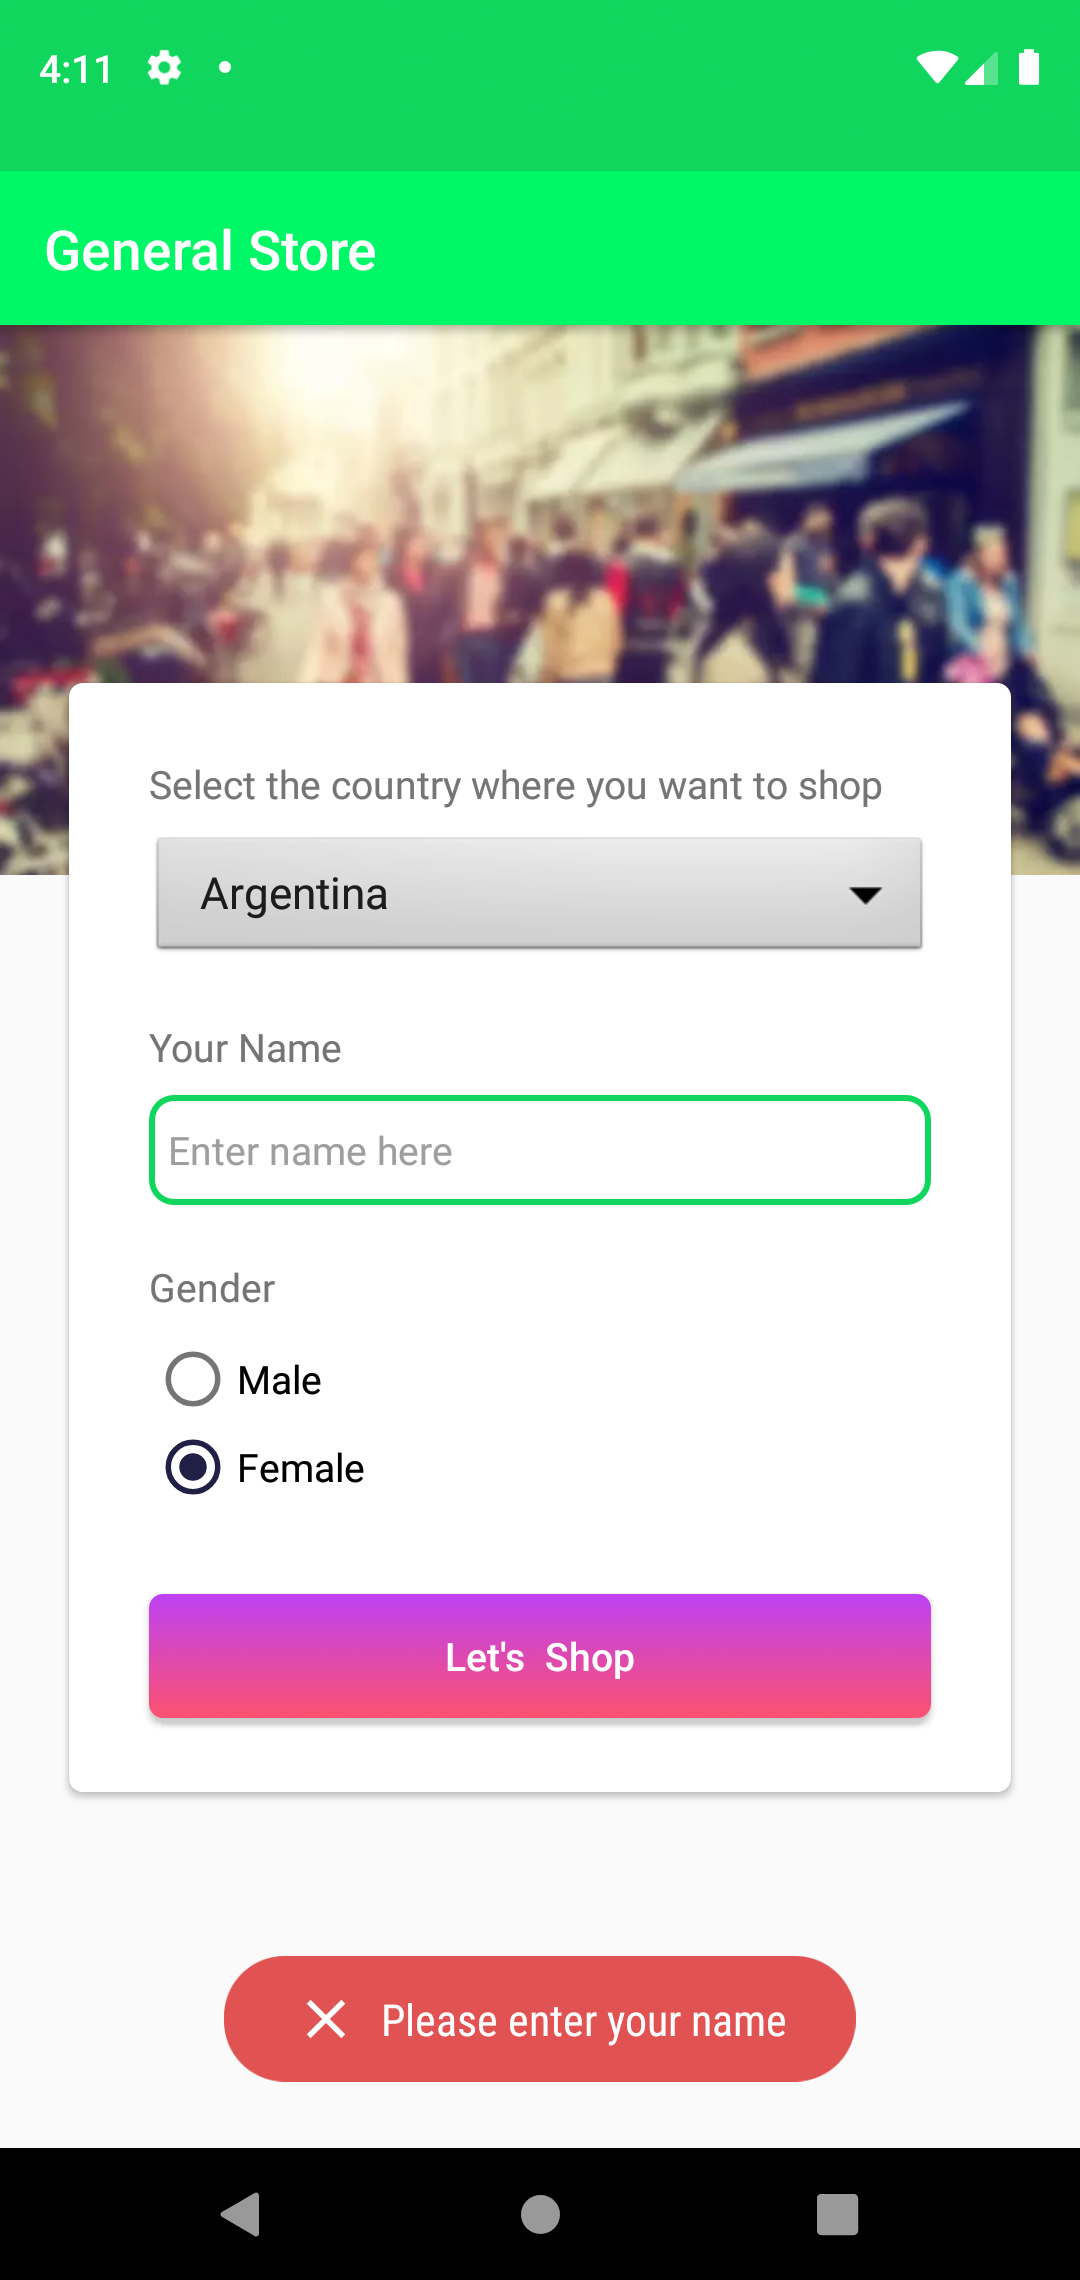 4:11
General Store
Select the country where you want to shop
Argentina
Your Name
Enter name here
Gender
Male
Female
Let's  Shop
Please enter your name